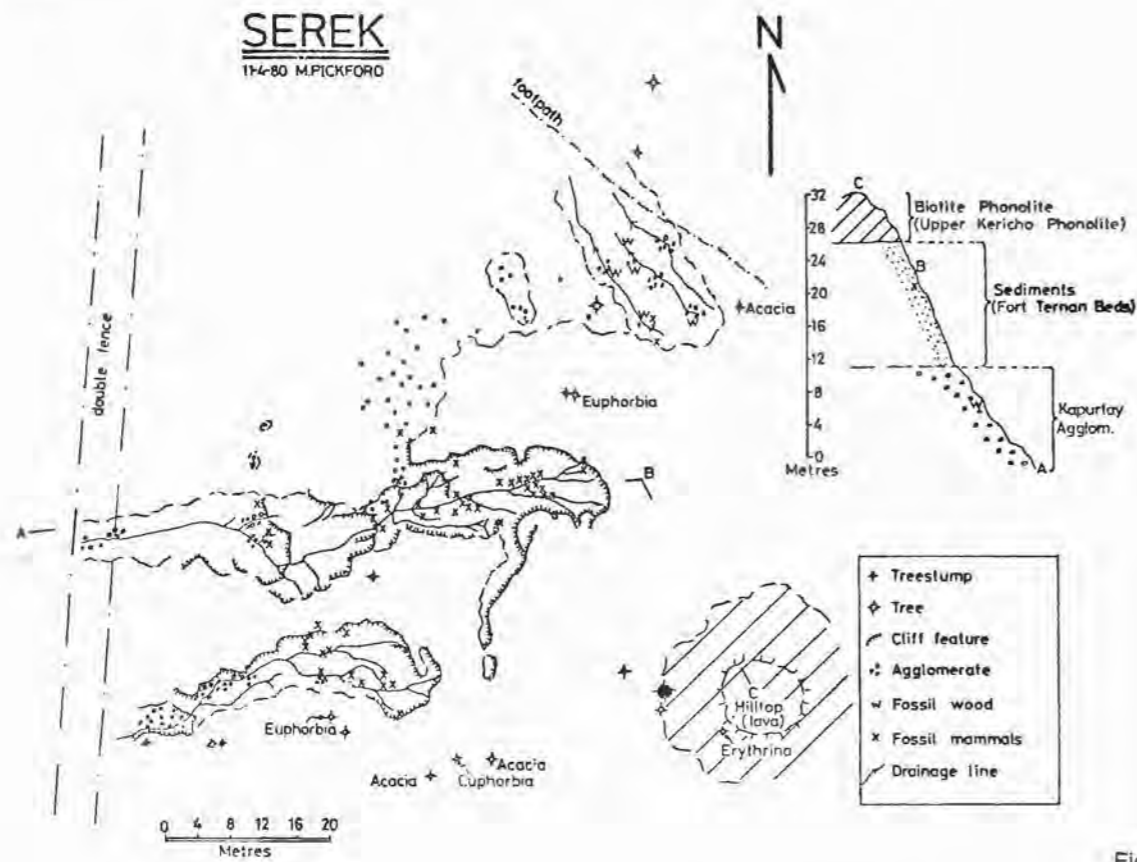 SEREK
11-4-80 M.PICKFORD
N
footpath
double fence
C
32
28
24
20
16
12
8
4
0
Metres
Biotite Phonolite
(Upper Kericho Phonolite)
B
Sediments
(Fort Ternan Beds)
Kapurtay
Agglom.
A
Acacia
Euphorbia
B
A
Treestump
Tree
Cliff feature
Agglomerate
W Fossil wood
x Fossil mammals
Drainage line
C
Hilltop
(lava)
Erythrina
Euphorbia
Acacia
Acacia
Euphorbia
0 4 8 12 16 20
Metres